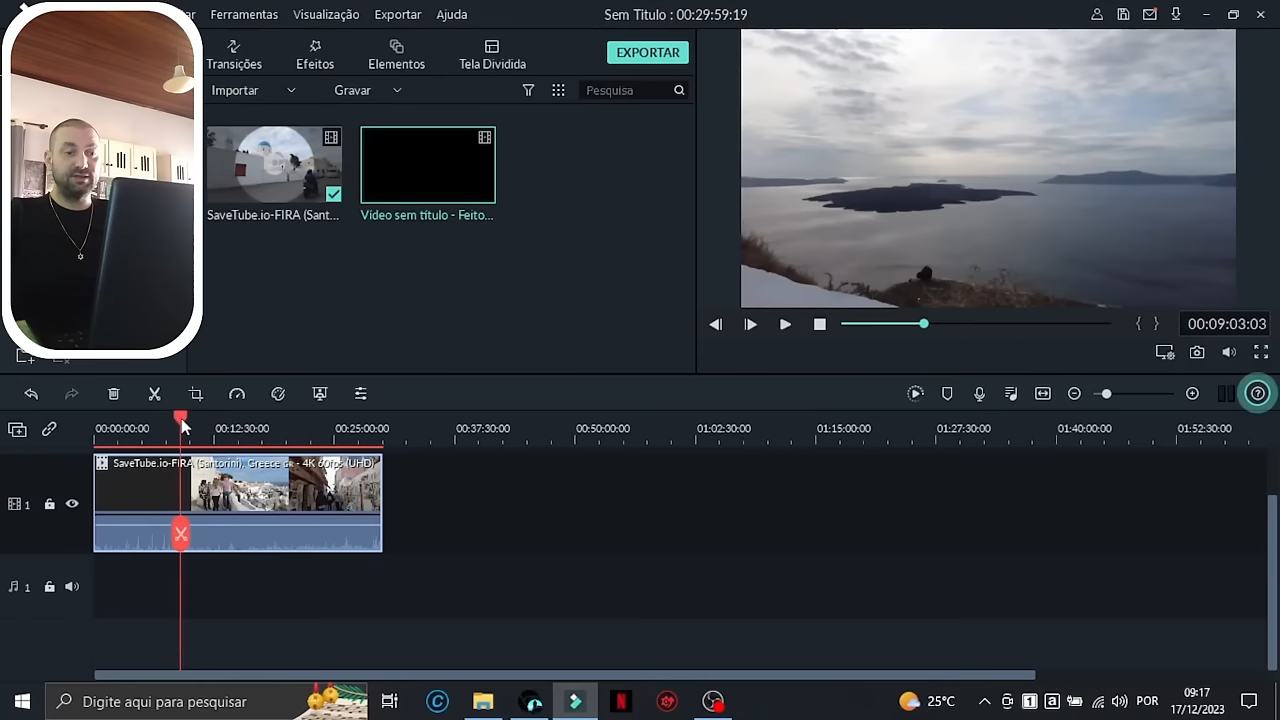 Ferramentas Visualização Exportar Ajuda
Sem Titulo : 00:29:59:19
Transições Efeitos Elementos Tela Dividida
EXPORTAR
Importar Gravar Pesquisa
SaveTube.io-FIRA (Sant... Vídeo sem título - Feito...
00:09:03:03
00:00:00:00 00:12:30:00 00:25:00:00 00:37:30:00 00:50:00:00 01:02:30:00 01:15:00:00 01:27:30:00 01:40:00:00 01:52:30:00
SaveTube.io-FIRA (Santorini), Greece - 4K 60fps (UHD)
1
1
Digite aqui para pesquisar
25°C
POR
09:17
17/12/2023